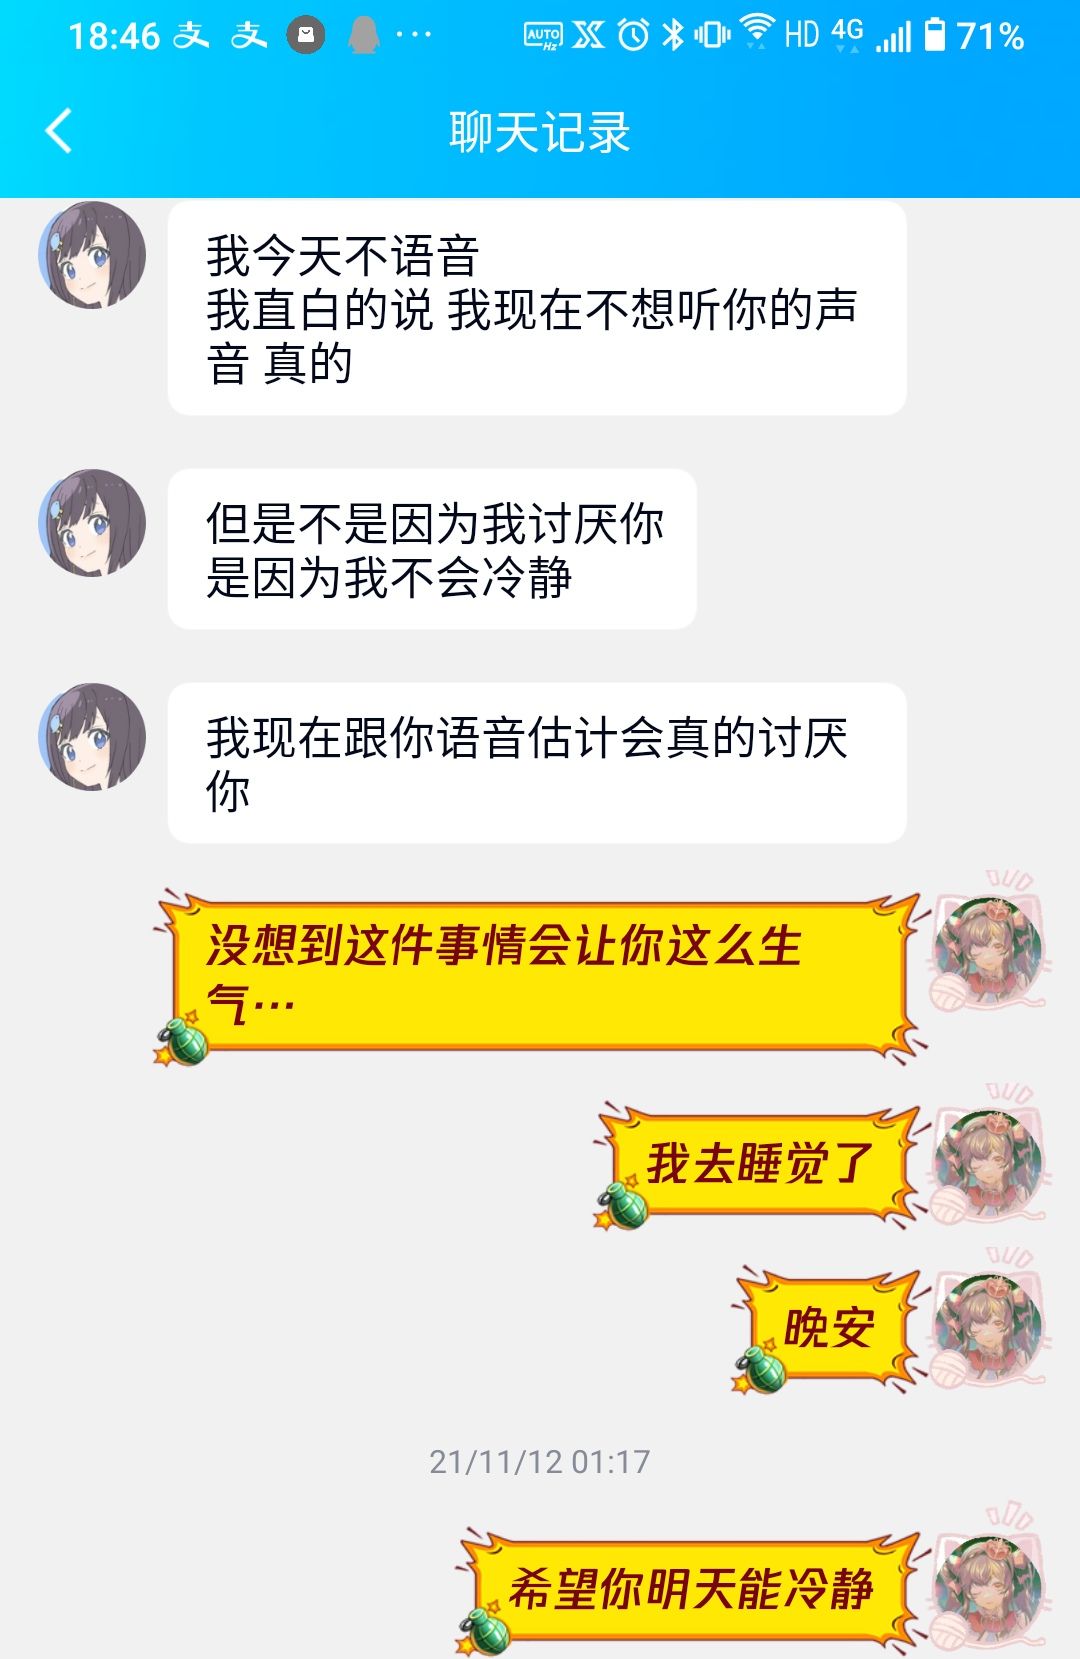 18:46 支 支 ··· AUTO Hz HD 4G 71%
聊天记录
我今天不语音
我直白的说 我现在不想听你的声
音 真的
但是不是因为我讨厌你
是因为我不会冷静
我现在跟你语音估计会真的讨厌
你
没想到这件事情会让你这么生
气…
我去睡觉了
晚安
21/11/12 01:17
希望你明天能冷静